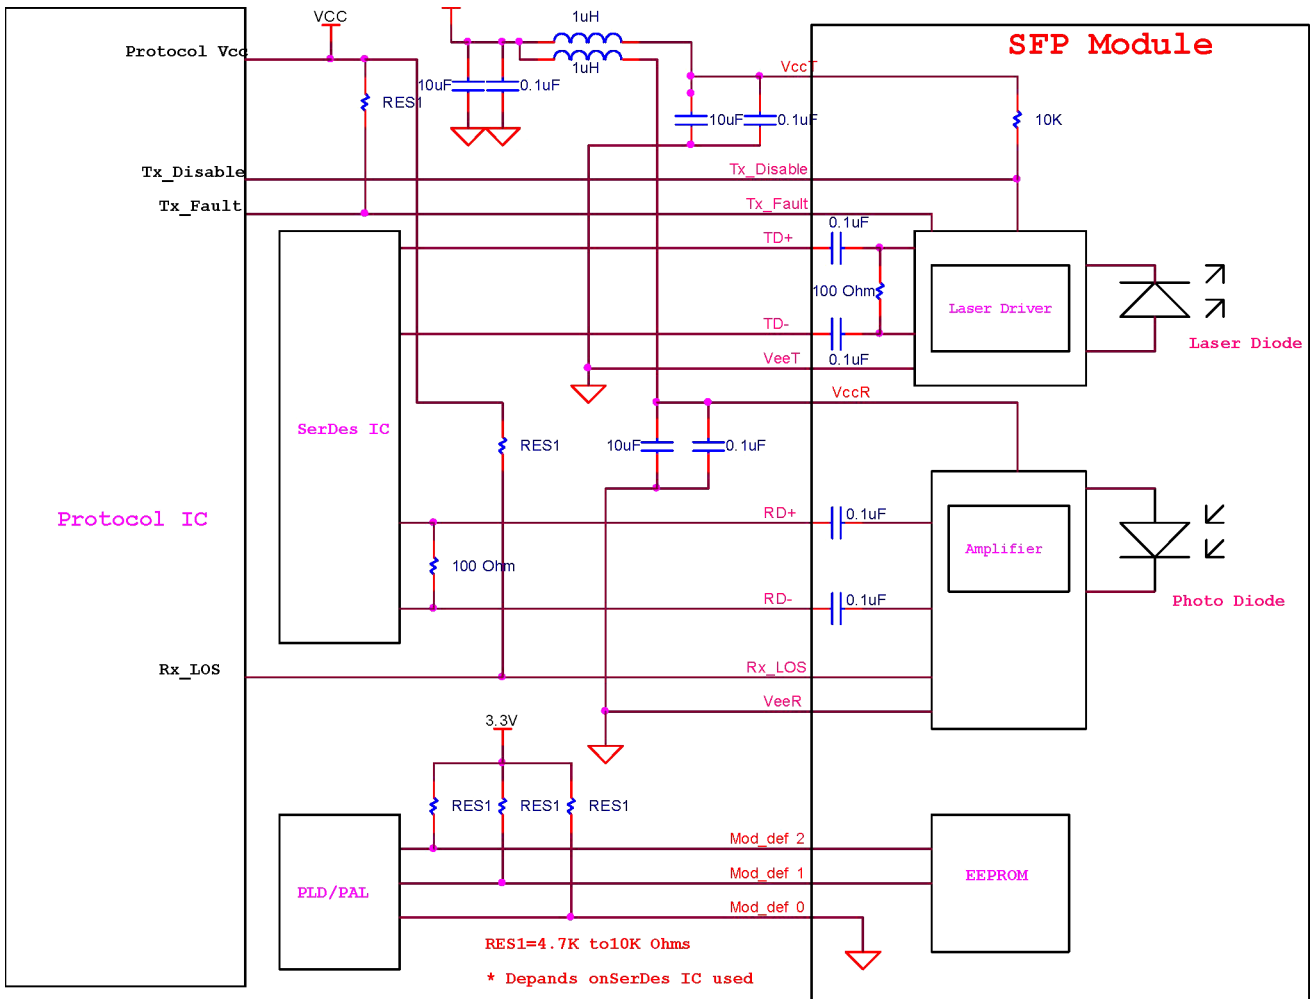 VCC
1uH
SFP Module
Protocol Vcc
1uH
VccT
10uF
0.1uF
RES1
10uF
0.1uF
10K
Tx_Disable
Tx_Disable
Tx_Fault
Tx_Fault
0.1uF
TD+
100 Ohm
Laser Driver
TD-
Laser Diode
VeeT
0.1uF
VccR
SerDes IC
RES1
10uF
0.1uF
Protocol IC
RD+
0.1uF
Amplifier
100 Ohm
RD-
0.1uF
Photo Diode
Rx_LOS
Rx_LOS
VeeR
3.3V
RES1
RES1
RES1
Mod_def 2
Mod_def 1
EEPROM
PLD/PAL
Mod_def 0
RES1=4.7K to10K Ohms
* Depands onSerDes IC used